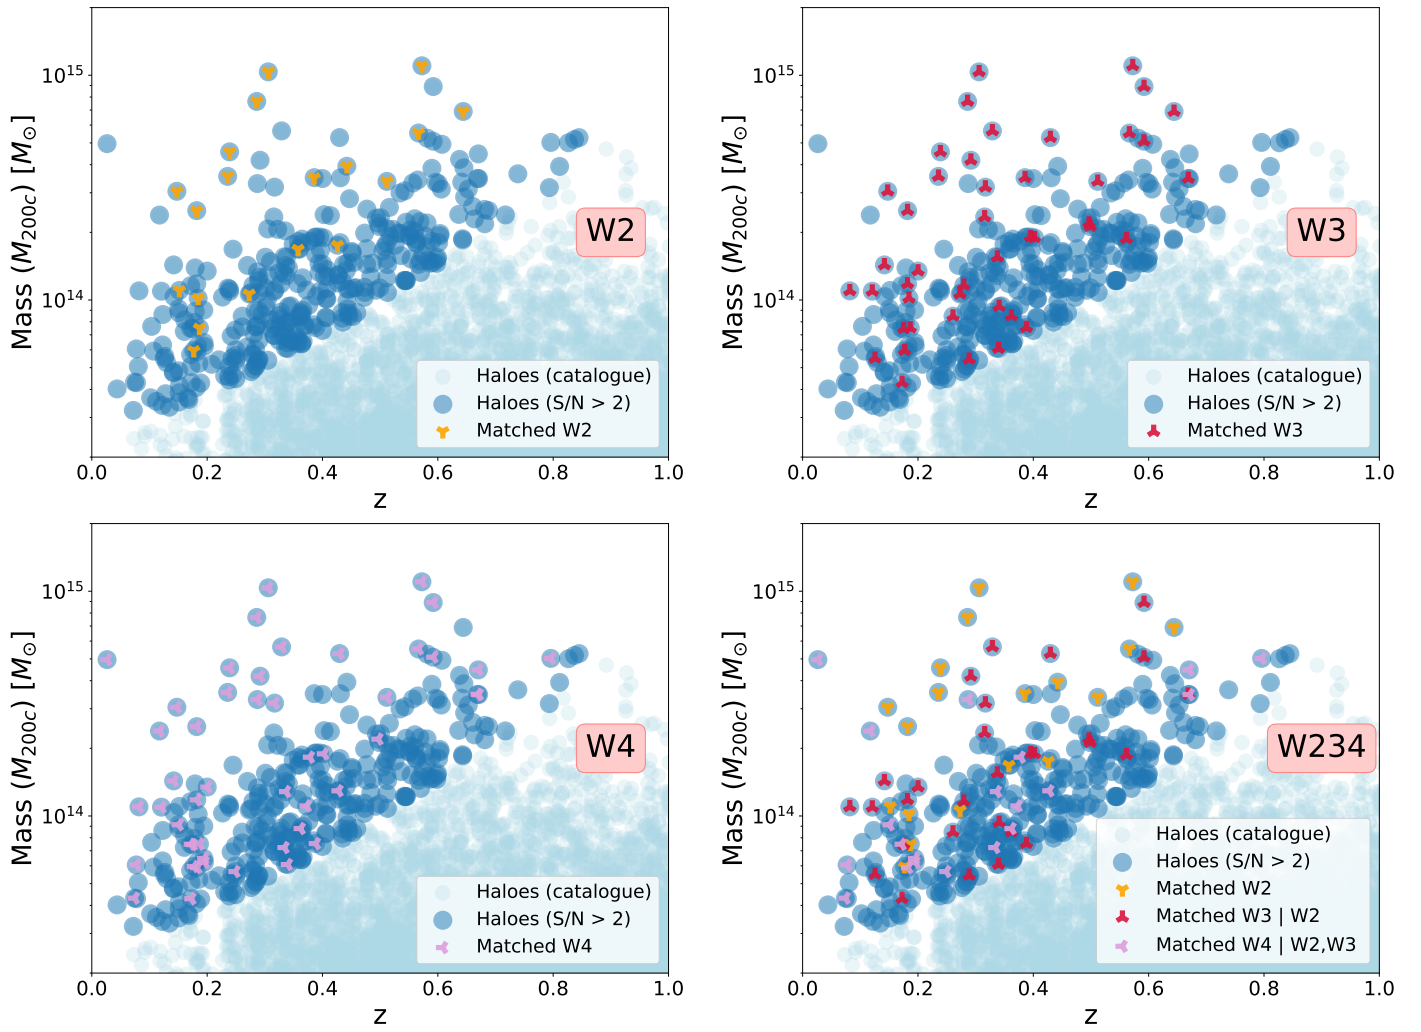 10^15
10^14
Mass (M_200c) [M_⊙]
W2
Haloes (catalogue)
Haloes (S/N > 2)
Matched W2
0.0 0.2 0.4 0.6 0.8 1.0
z
10^15
10^14
Mass (M_200c) [M_⊙]
W3
Haloes (catalogue)
Haloes (S/N > 2)
Matched W3
0.0 0.2 0.4 0.6 0.8 1.0
z
10^15
10^14
Mass (M_200c) [M_⊙]
W4
Haloes (catalogue)
Haloes (S/N > 2)
Matched W4
0.0 0.2 0.4 0.6 0.8 1.0
z
10^15
10^14
Mass (M_200c) [M_⊙]
W234
Haloes (catalogue)
Haloes (S/N > 2)
Matched W2
Matched W3 | W2
Matched W4 | W2,W3
0.0 0.2 0.4 0.6 0.8 1.0
z